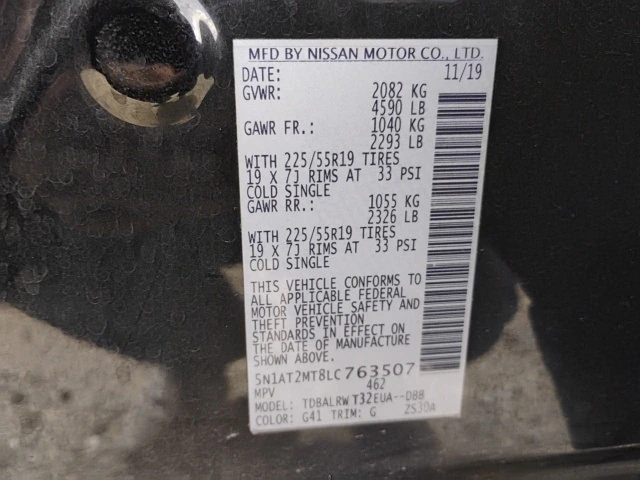 MFD BY NISSAN MOTOR CO., LTD.
DATE: 11/19
GVWR: 2082 KG
4590 LB
GAWR FR.: 1040 KG
2293 LB
WITH 225/55R19 TIRES
19 X 7J RIMS AT 33 PSI
COLD SINGLE
GAWR RR.: 1055 KG
2326 LB
WITH 225/55R19 TIRES
19 X 7J RIMS AT 33 PSI
COLD SINGLE
THIS VEHICLE CONFORMS TO
ALL APPLICABLE FEDERAL
MOTOR VEHICLE SAFETY AND
THEFT PREVENTION
STANDARDS IN EFFECT ON
THE DATE OF MANUFACTURE
SHOWN ABOVE.
5N1AT2MT8LC763507
MPV 462
MODEL: TDBALRW T32EUA--DBB
COLOR: G41 TRIM: G 2S30A